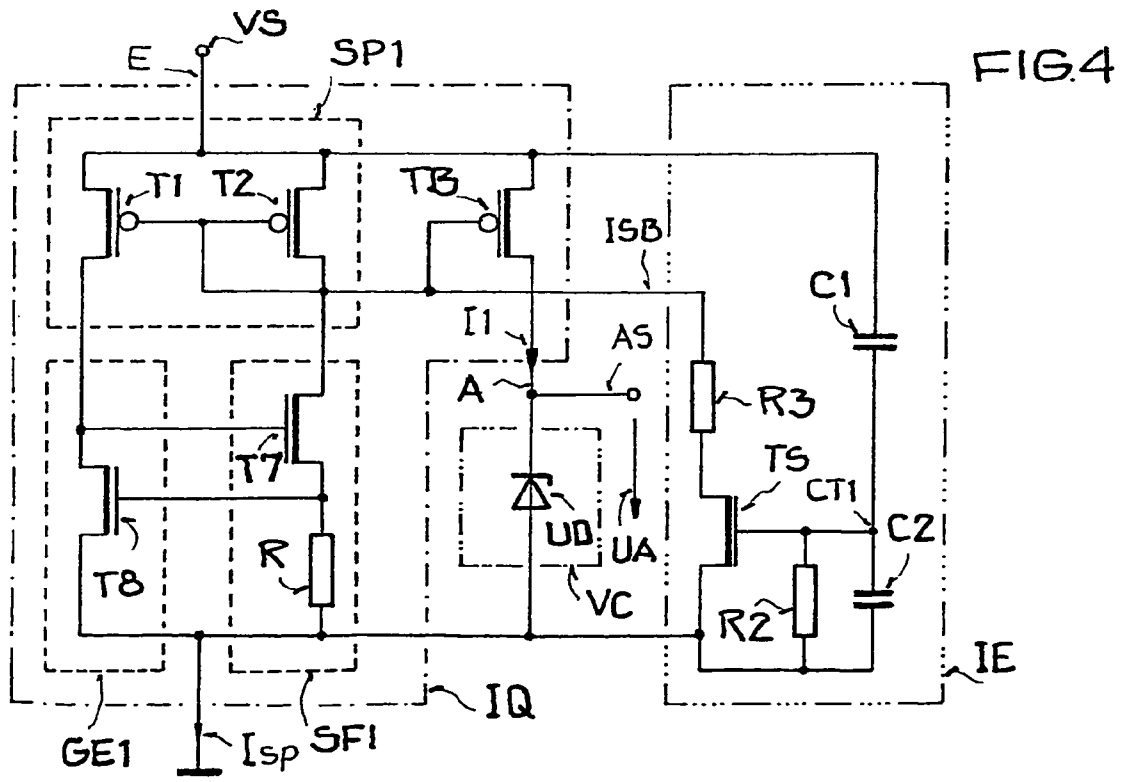 VS
E
SP1
FIG.4
T1
T2
TB
ISB
C1
I1
AS
A
R3
T7
TS
CT1
C2
UD
UA
T8
R
VC
R2
IE
IQ
GE1
Isp
SF1